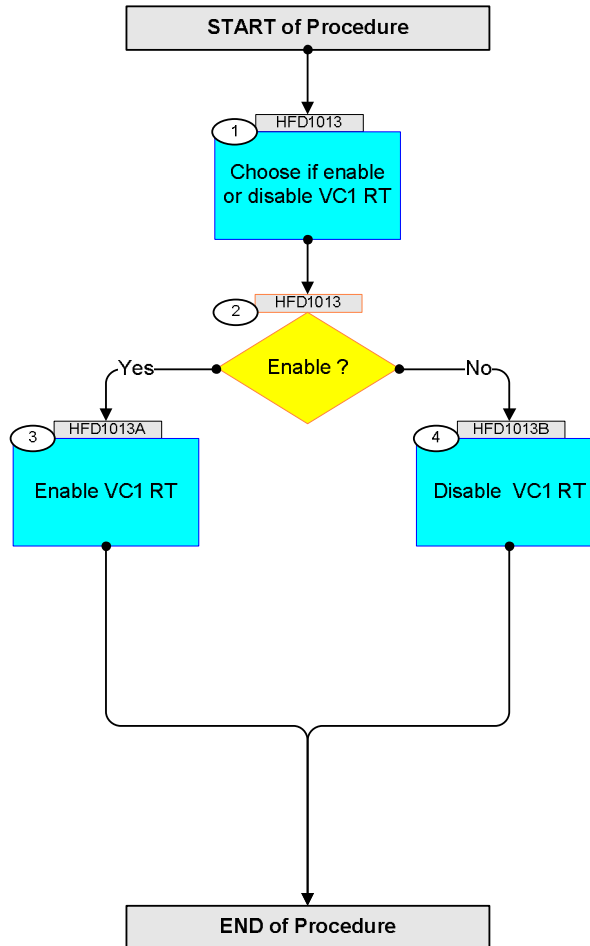 START of Procedure
HFD1013
1
Choose if enable
or disable VC1 RT
HFD1013
2
Enable ?
Yes
No
HFD1013A
3
Enable VC1 RT
HFD1013B
4
Disable VC1 RT
END of Procedure